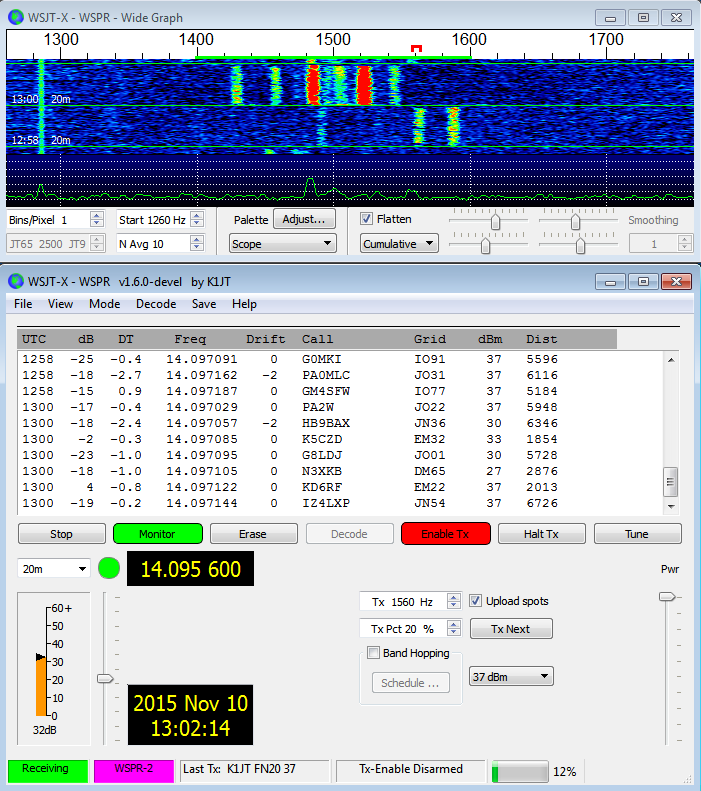 WSJT-X - WSPR - Wide Graph
1300 1400 1500 1600 1700
13:00 20m
12:58 20m
Bins/Pixel 1 Start 1260 Hz Palette Adjust... Flatten Smoothing
JT65 2500 JT9 N Avg 10 Scope Cumulative 1
WSJT-X - WSPR v1.6.0-devel by K1JT
File View Mode Decode Save Help
UTC dB DT Freq Drift Call Grid dBm Dist
1258 -25 -0.4 14.097091 0 G0MKI IO91 37 5596
1258 -18 -2.7 14.097162 -2 PA0MLC JO31 37 6116
1258 -15 0.9 14.097187 0 GM4SFW IO77 37 5184
1300 -17 -0.4 14.097029 0 PA2W JO22 37 5948
1300 -18 -2.4 14.097057 -2 HB9BAX JN36 30 6346
1300 -2 -0.3 14.097085 0 K5CZD EM32 33 1854
1300 -23 -1.0 14.097095 0 G8LDJ JO01 30 5728
1300 -18 -1.0 14.097105 0 N3XKB DM65 27 2876
1300 4 -0.8 14.097122 0 KD6RF EM22 37 2013
1300 -19 -0.2 14.097144 0 IZ4LXP JN54 37 6726
Stop Monitor Erase Decode Enable Tx Halt Tx Tune
20m 14.095 600 Pwr
Tx 1560 Hz Upload spots
Tx Pct 20 % Tx Next
Band Hopping
Schedule ... 37 dBm
60+
50
40
30
20
10
0
32dB
2015 Nov 10
13:02:14
Receiving WSPR-2 Last Tx: K1JT FN20 37 Tx-Enable Disarmed 12%